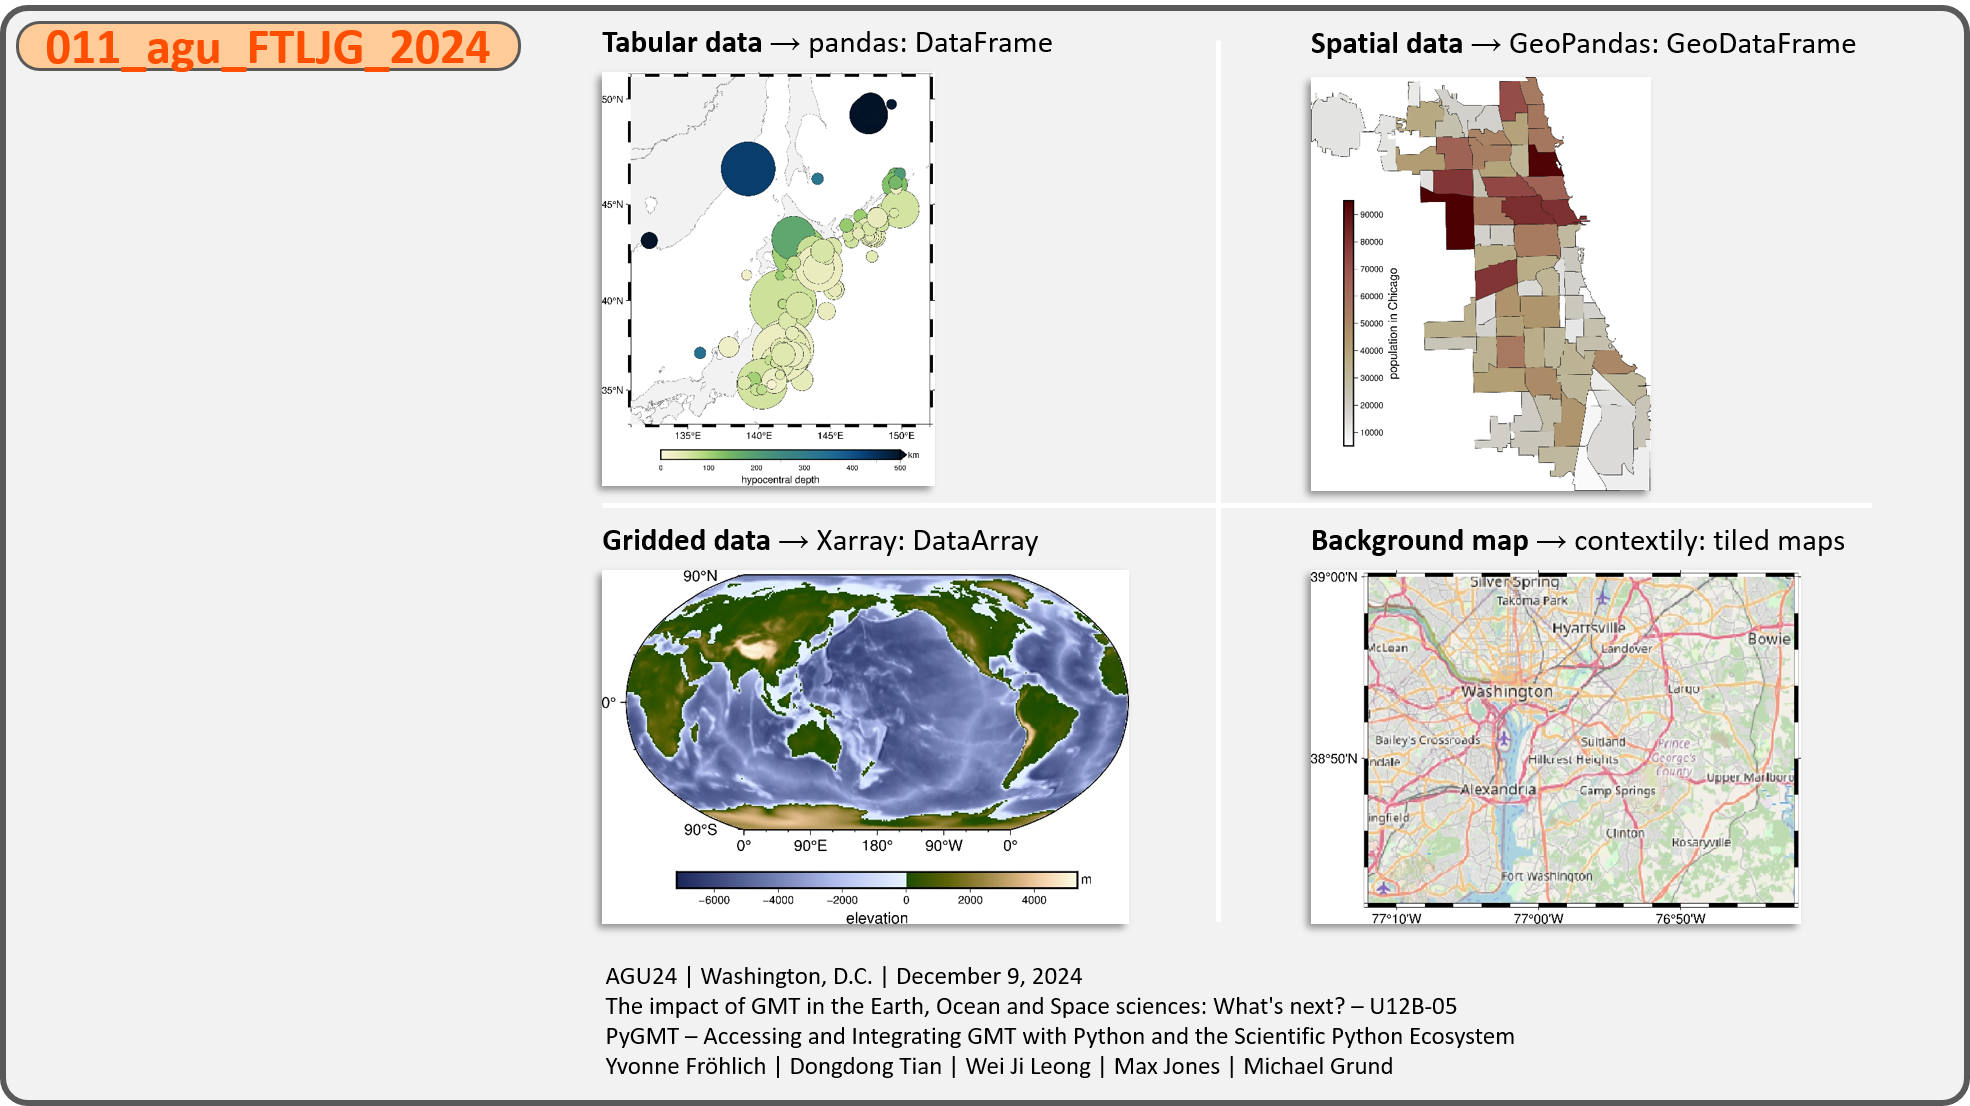 011_agu_FTLJG_2024
Tabular data → pandas: DataFrame
50°N
45°N
40°N
35°N
135°E 140°E 145°E 150°E
km
0 100 200 300 400 500
hypocentral depth
Spatial data → GeoPandas: GeoDataFrame
90000
80000
70000
60000
50000
40000
30000
20000
10000
population in Chicago
Gridded data → Xarray: DataArray
90°N
0°
90°S
0° 90°E 180° 90°W 0°
m
−6000 −4000 −2000 0 2000 4000
elevation
Background map → contextily: tiled maps
39°00'N
38°50'N
Silver Spring
Takoma Park
Hyattsville
Bowie
McLean
Landover
Washington
Largo
Bailey's Crossroads
Suitland
Prince
George's
County
ndale
Hillcrest Heights
Upper Marlboro
Alexandria
Camp Springs
ingfield
Clinton
Rosaryville
Fort Washington
77°10'W 77°00'W 76°50'W
AGU24 | Washington, D.C. | December 9, 2024
The impact of GMT in the Earth, Ocean and Space sciences: What's next? – U12B-05
PyGMT – Accessing and Integrating GMT with Python and the Scientific Python Ecosystem
Yvonne Fröhlich | Dongdong Tian | Wei Ji Leong | Max Jones | Michael Grund